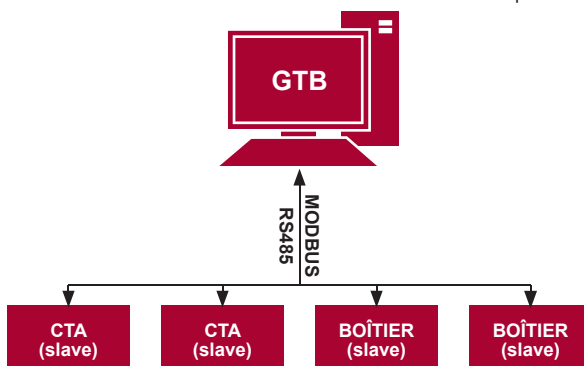 GTB
MODBUS
RS485
CTA
(slave)
CTA
(slave)
BOÎTIER
(slave)
BOÎTIER
(slave)